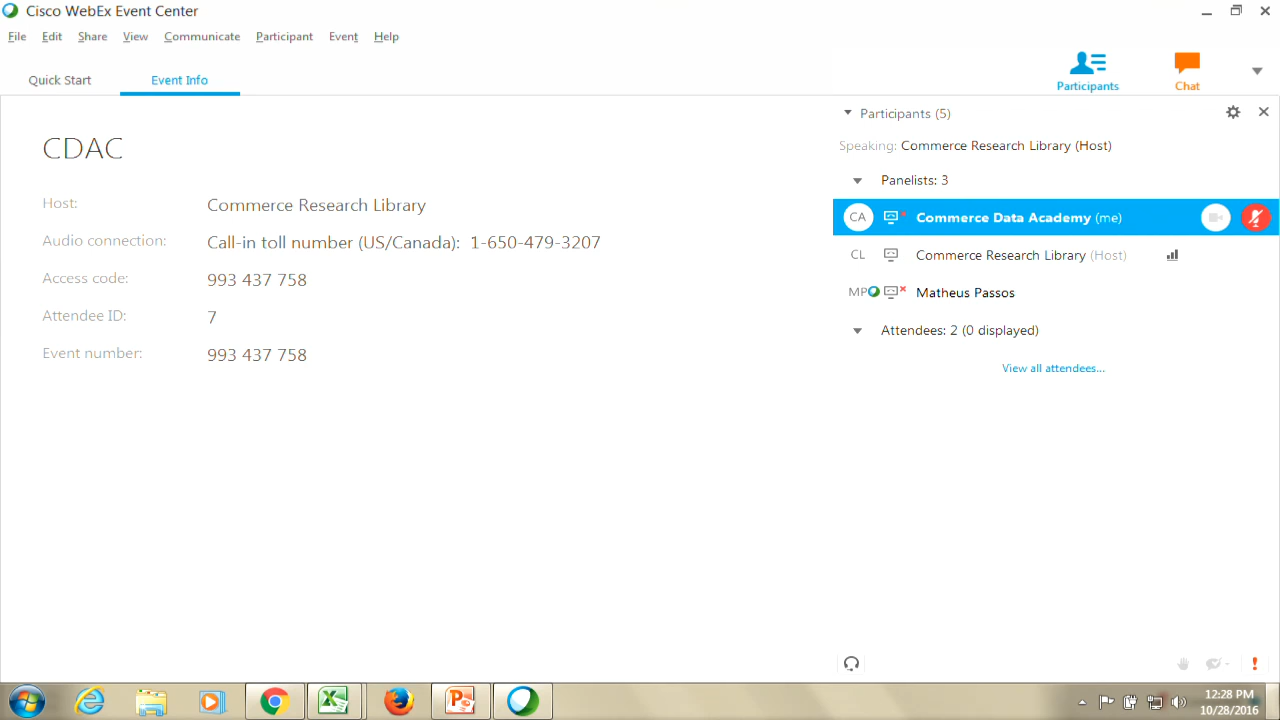 Cisco WebEx Event Center
File Edit Share View Communicate Participant Event Help
Quick Start Event Info
Participants Chat
CDAC
Host: Commerce Research Library
Audio connection: Call-in toll number (US/Canada): 1-650-479-3207
Access code: 993 437 758
Attendee ID: 7
Event number: 993 437 758
Participants (5)
Speaking: Commerce Research Library (Host)
Panelists: 3
CA Commerce Data Academy (me)
CL Commerce Research Library (Host)
MP Matheus Passos
Attendees: 2 (0 displayed)
View all attendees...
12:28 PM
10/28/2016